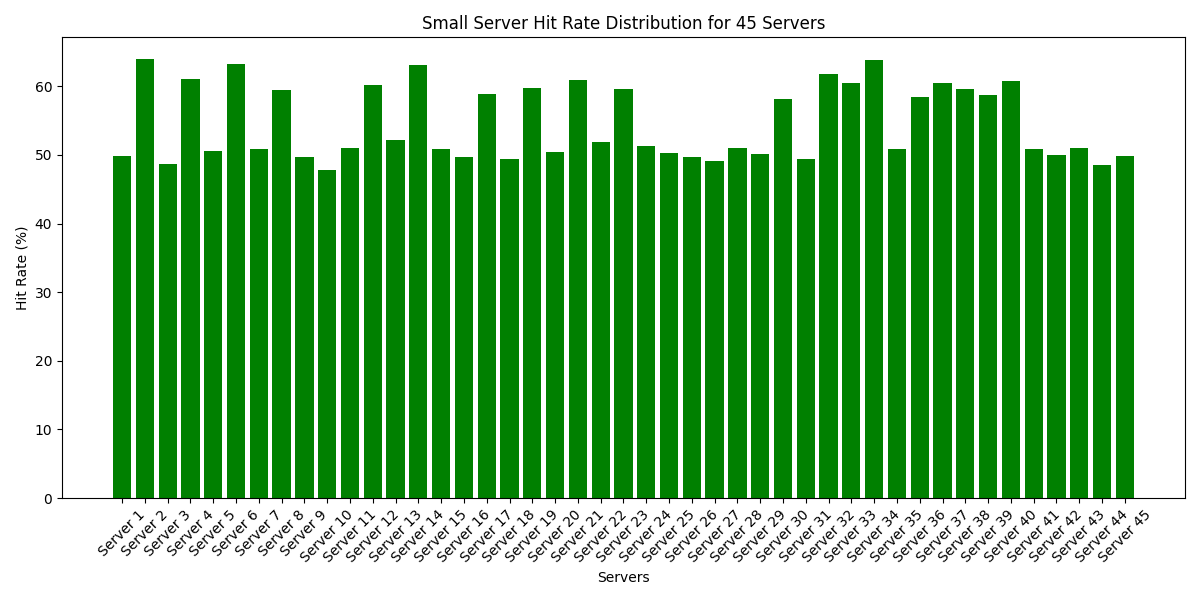 Small Server Hit Rate Distribution for 45 Servers
Hit Rate (%)
60
50
40
30
20
10
0
Server 1
Server 2
Server 3
Server 4
Server 5
Server 6
Server 7
Server 8
Server 9
Server 10
Server 11
Server 12
Server 13
Server 14
Server 15
Server 16
Server 17
Server 18
Server 19
Server 20
Server 21
Server 22
Server 23
Server 24
Server 25
Server 26
Server 27
Server 28
Server 29
Server 30
Server 31
Server 32
Server 33
Server 34
Server 35
Server 36
Server 37
Server 38
Server 39
Server 40
Server 41
Server 42
Server 43
Server 44
Server 45
Servers